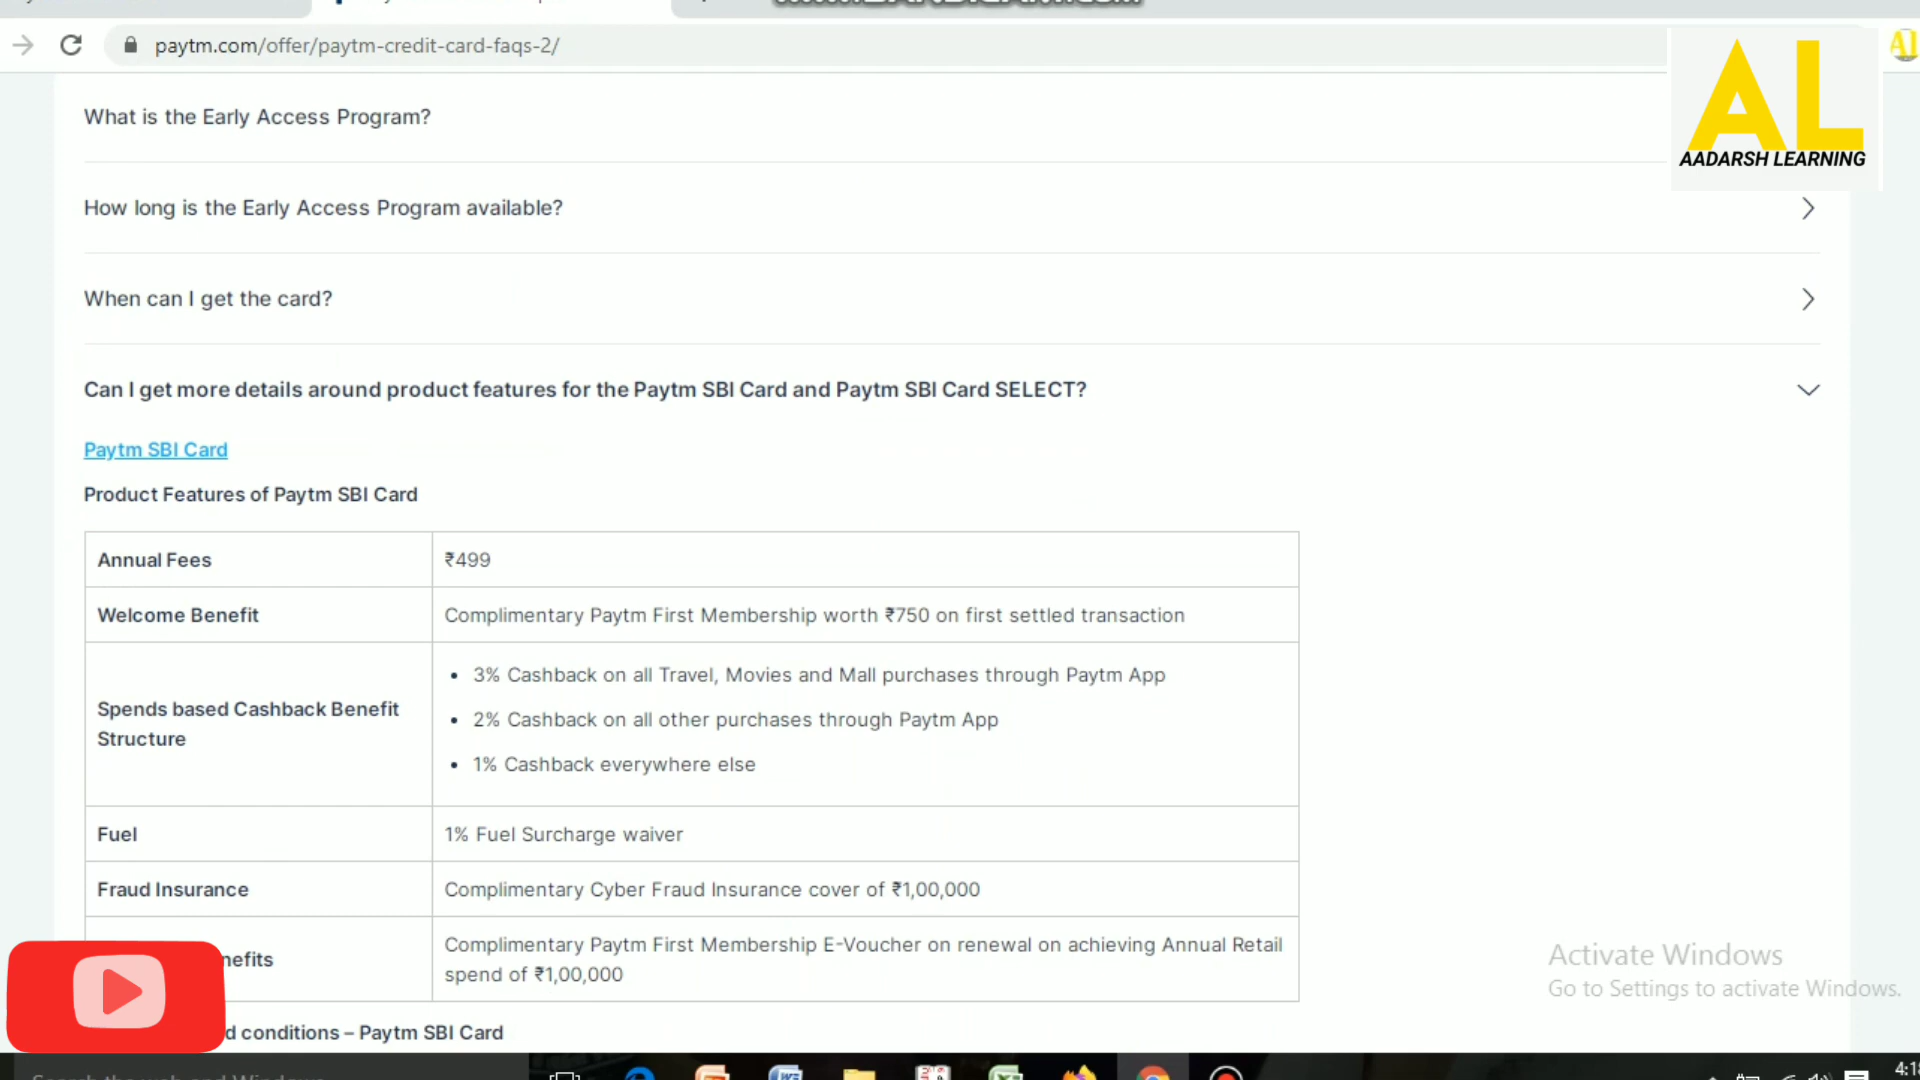 paytm.com/offer/paytm-credit-card-faqs-2/
AL
AADARSH LEARNING
What is the Early Access Program?
How long is the Early Access Program available?
When can I get the card?
Can I get more details around product features for the Paytm SBI Card and Paytm SBI Card SELECT?
Paytm SBI Card
Product Features of Paytm SBI Card
Annual Fees ₹499
Welcome Benefit Complimentary Paytm First Membership worth ₹750 on first settled transaction
Spends based Cashback Benefit
Structure
• 3% Cashback on all Travel, Movies and Mall purchases through Paytm App
• 2% Cashback on all other purchases through Paytm App
• 1% Cashback everywhere else
Fuel 1% Fuel Surcharge waiver
Fraud Insurance Complimentary Cyber Fraud Insurance cover of ₹1,00,000
nefits Complimentary Paytm First Membership E-Voucher on renewal on achieving Annual Retail
spend of ₹1,00,000
d conditions – Paytm SBI Card
Activate Windows
Go to Settings to activate Windows.